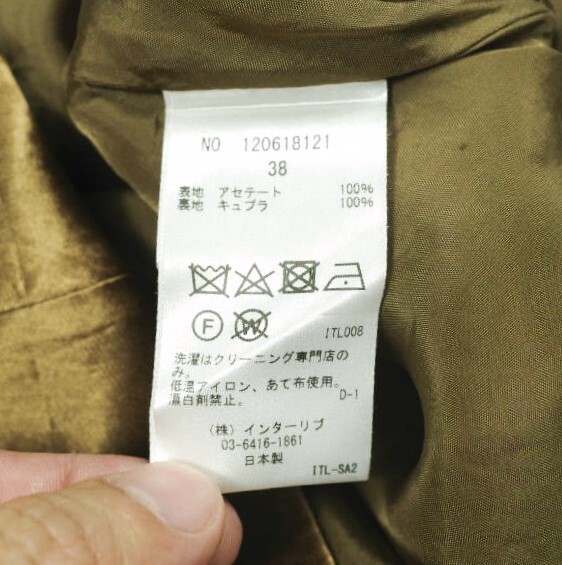 NO 120618121
38
表地 アセテート 100%
裏地 キュプラ 100%
F W
ITL008
洗濯はクリーニング専門店の
み。
低温アイロン、あて布使用。
漂白剤禁止。 D-1
(株)インターリブ
03-6416-1861
日本製
ITL-SA2